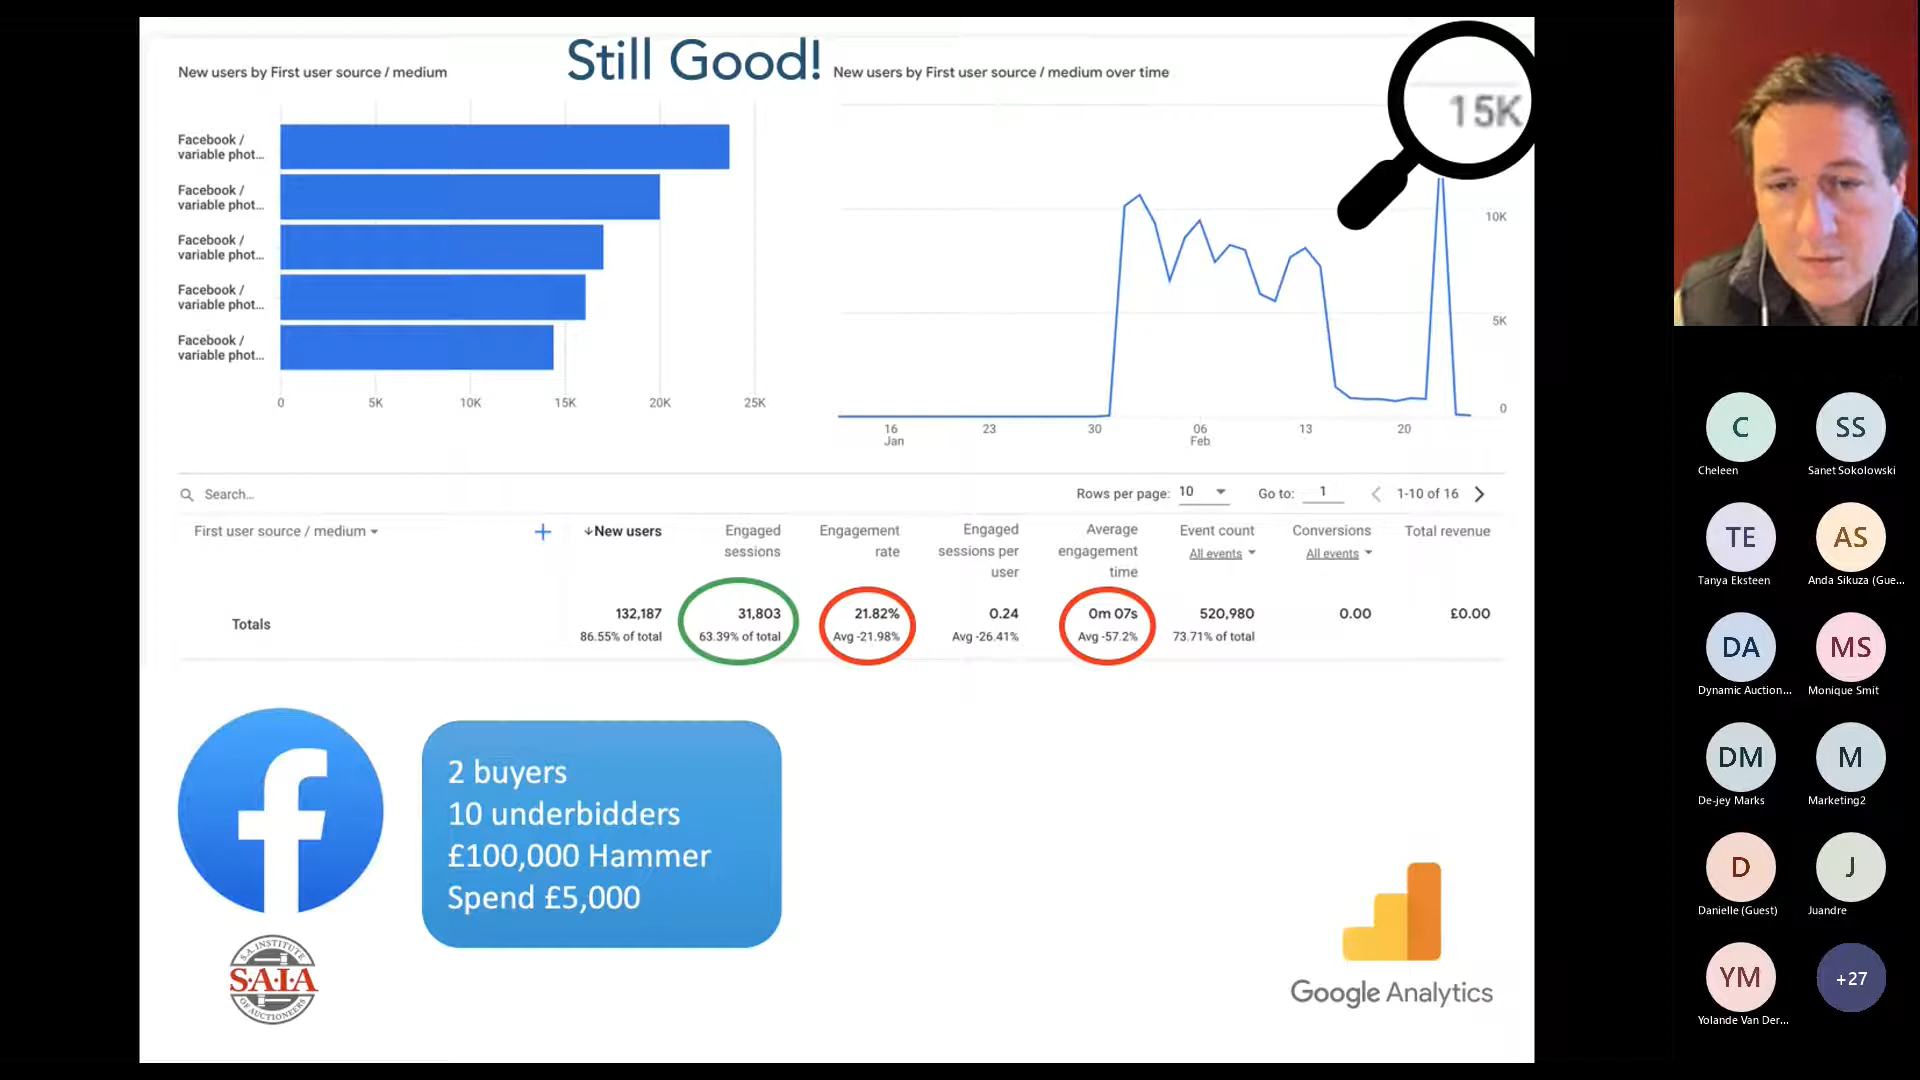 Still Good!
New users by First user source / medium
Facebook /
variable phot...
Facebook /
variable phot...
Facebook /
variable phot...
Facebook /
variable phot...
Facebook /
variable phot...
0 5K 10K 15K 20K 25K
New users by First user source / medium over time
15K
10K
5K
0
16 23 30 06 13 20
Jan Feb
Search...
Rows per page: 10 Go to: 1 1-10 of 16
First user source / medium + ↓New users
Engaged
sessions
Engagement
rate
Engaged
sessions per
user
Average
engagement
time
Event count
All events
Conversions
All events
Total revenue
Totals
132,187 31,803 21.82% 0.24 0m 07s 520,980 0.00 £0.00
86.55% of total 63.39% of total Avg -21.98% Avg -26.41% Avg -57.2% 73.71% of total
f
2 buyers
10 underbidders
£100,000 Hammer
Spend £5,000
S.A. INSTITUTE
S.A.I.A
OF AUCTIONEERS
Google Analytics
C SS
Cheleen Sanet Sokolowski
TE AS
Tanya Eksteen Anda Sikuza (Gue...
DA MS
Dynamic Auction... Monique Smit
DM M
De-jey Marks Marketing2
D J
Danielle (Guest) Juandre
YM +27
Yolande Van Der...